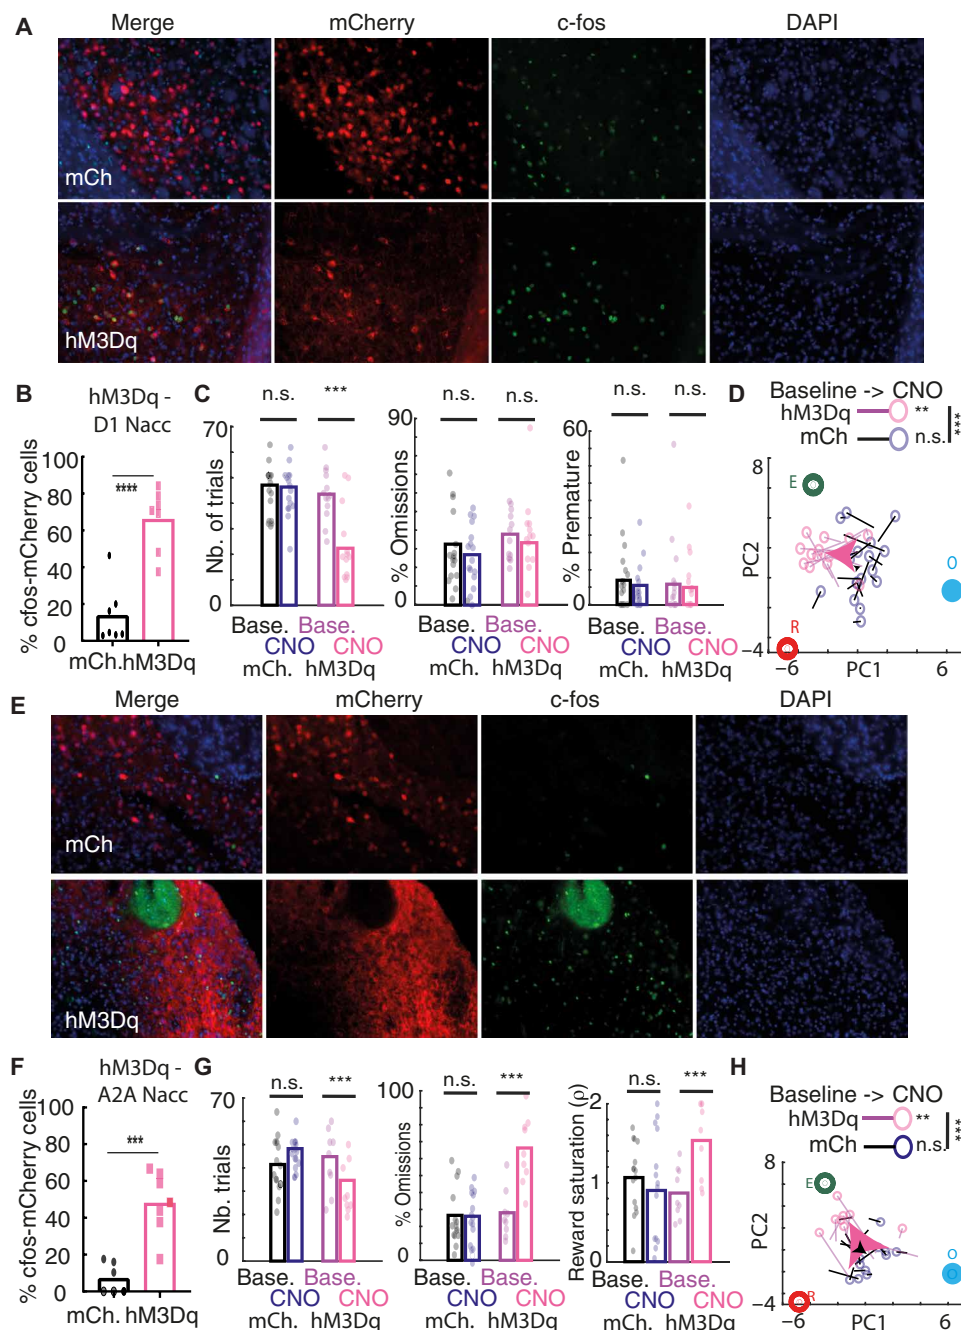 A
Merge mCherry c-fos DAPI
mCh
hM3Dq
B
hM3Dq -
D1 Nacc
% cfos-mCherry cells
100
80
60
40
20
0
****
mCh. hM3Dq
C
n.s. ***
Nb. of trials
70
0
Base. Base.
CNO CNO
mCh. hM3Dq
n.s. n.s.
% Omissions
90
0
Base. Base.
CNO CNO
mCh. hM3Dq
n.s. n.s.
% Premature
60
0
Base. Base.
CNO CNO
mCh. hM3Dq
D
Baseline -> CNO
hM3Dq **
mCh n.s.
***
8
E
PC2
O
R
-4
-6 PC1 6
E
Merge mCherry c-fos DAPI
mCh
hM3Dq
F
hM3Dq -
A2A Nacc
% cfos-mCherry cells
100
80
60
40
20
0
***
mCh. hM3Dq
G
n.s. ***
Nb. trials
70
0
Base. Base.
CNO CNO
mCh. hM3Dq
n.s. ***
% Omissions
100
0
Base. Base.
CNO CNO
mCh. hM3Dq
n.s. ***
Reward saturation (ρ)
2
1
0
Base. Base.
CNO CNO
mCh. hM3Dq
H
Baseline -> CNO
hM3Dq **
mCh n.s.
***
8
E
PC2
O
O
R
-4
-6 PC1 6